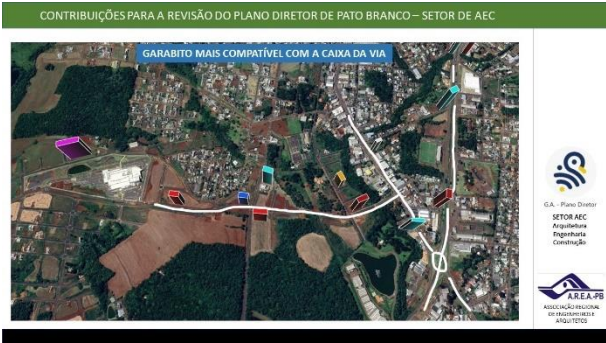 CONTRIBUIÇÕES PARA A REVISÃO DO PLANO DIRETOR DE PATO BRANCO – SETOR DE AEC
GARABITO MAIS COMPATÍVEL COM A CAIXA DA VIA
G.A. - Plano Diretor
SETOR AEC
Arquitetura
Engenharia
Construção
A.R.E.A.-PB
ASSOCIAÇÃO REGIONAL
DE ENGENHEIROS E
ARQUITETOS